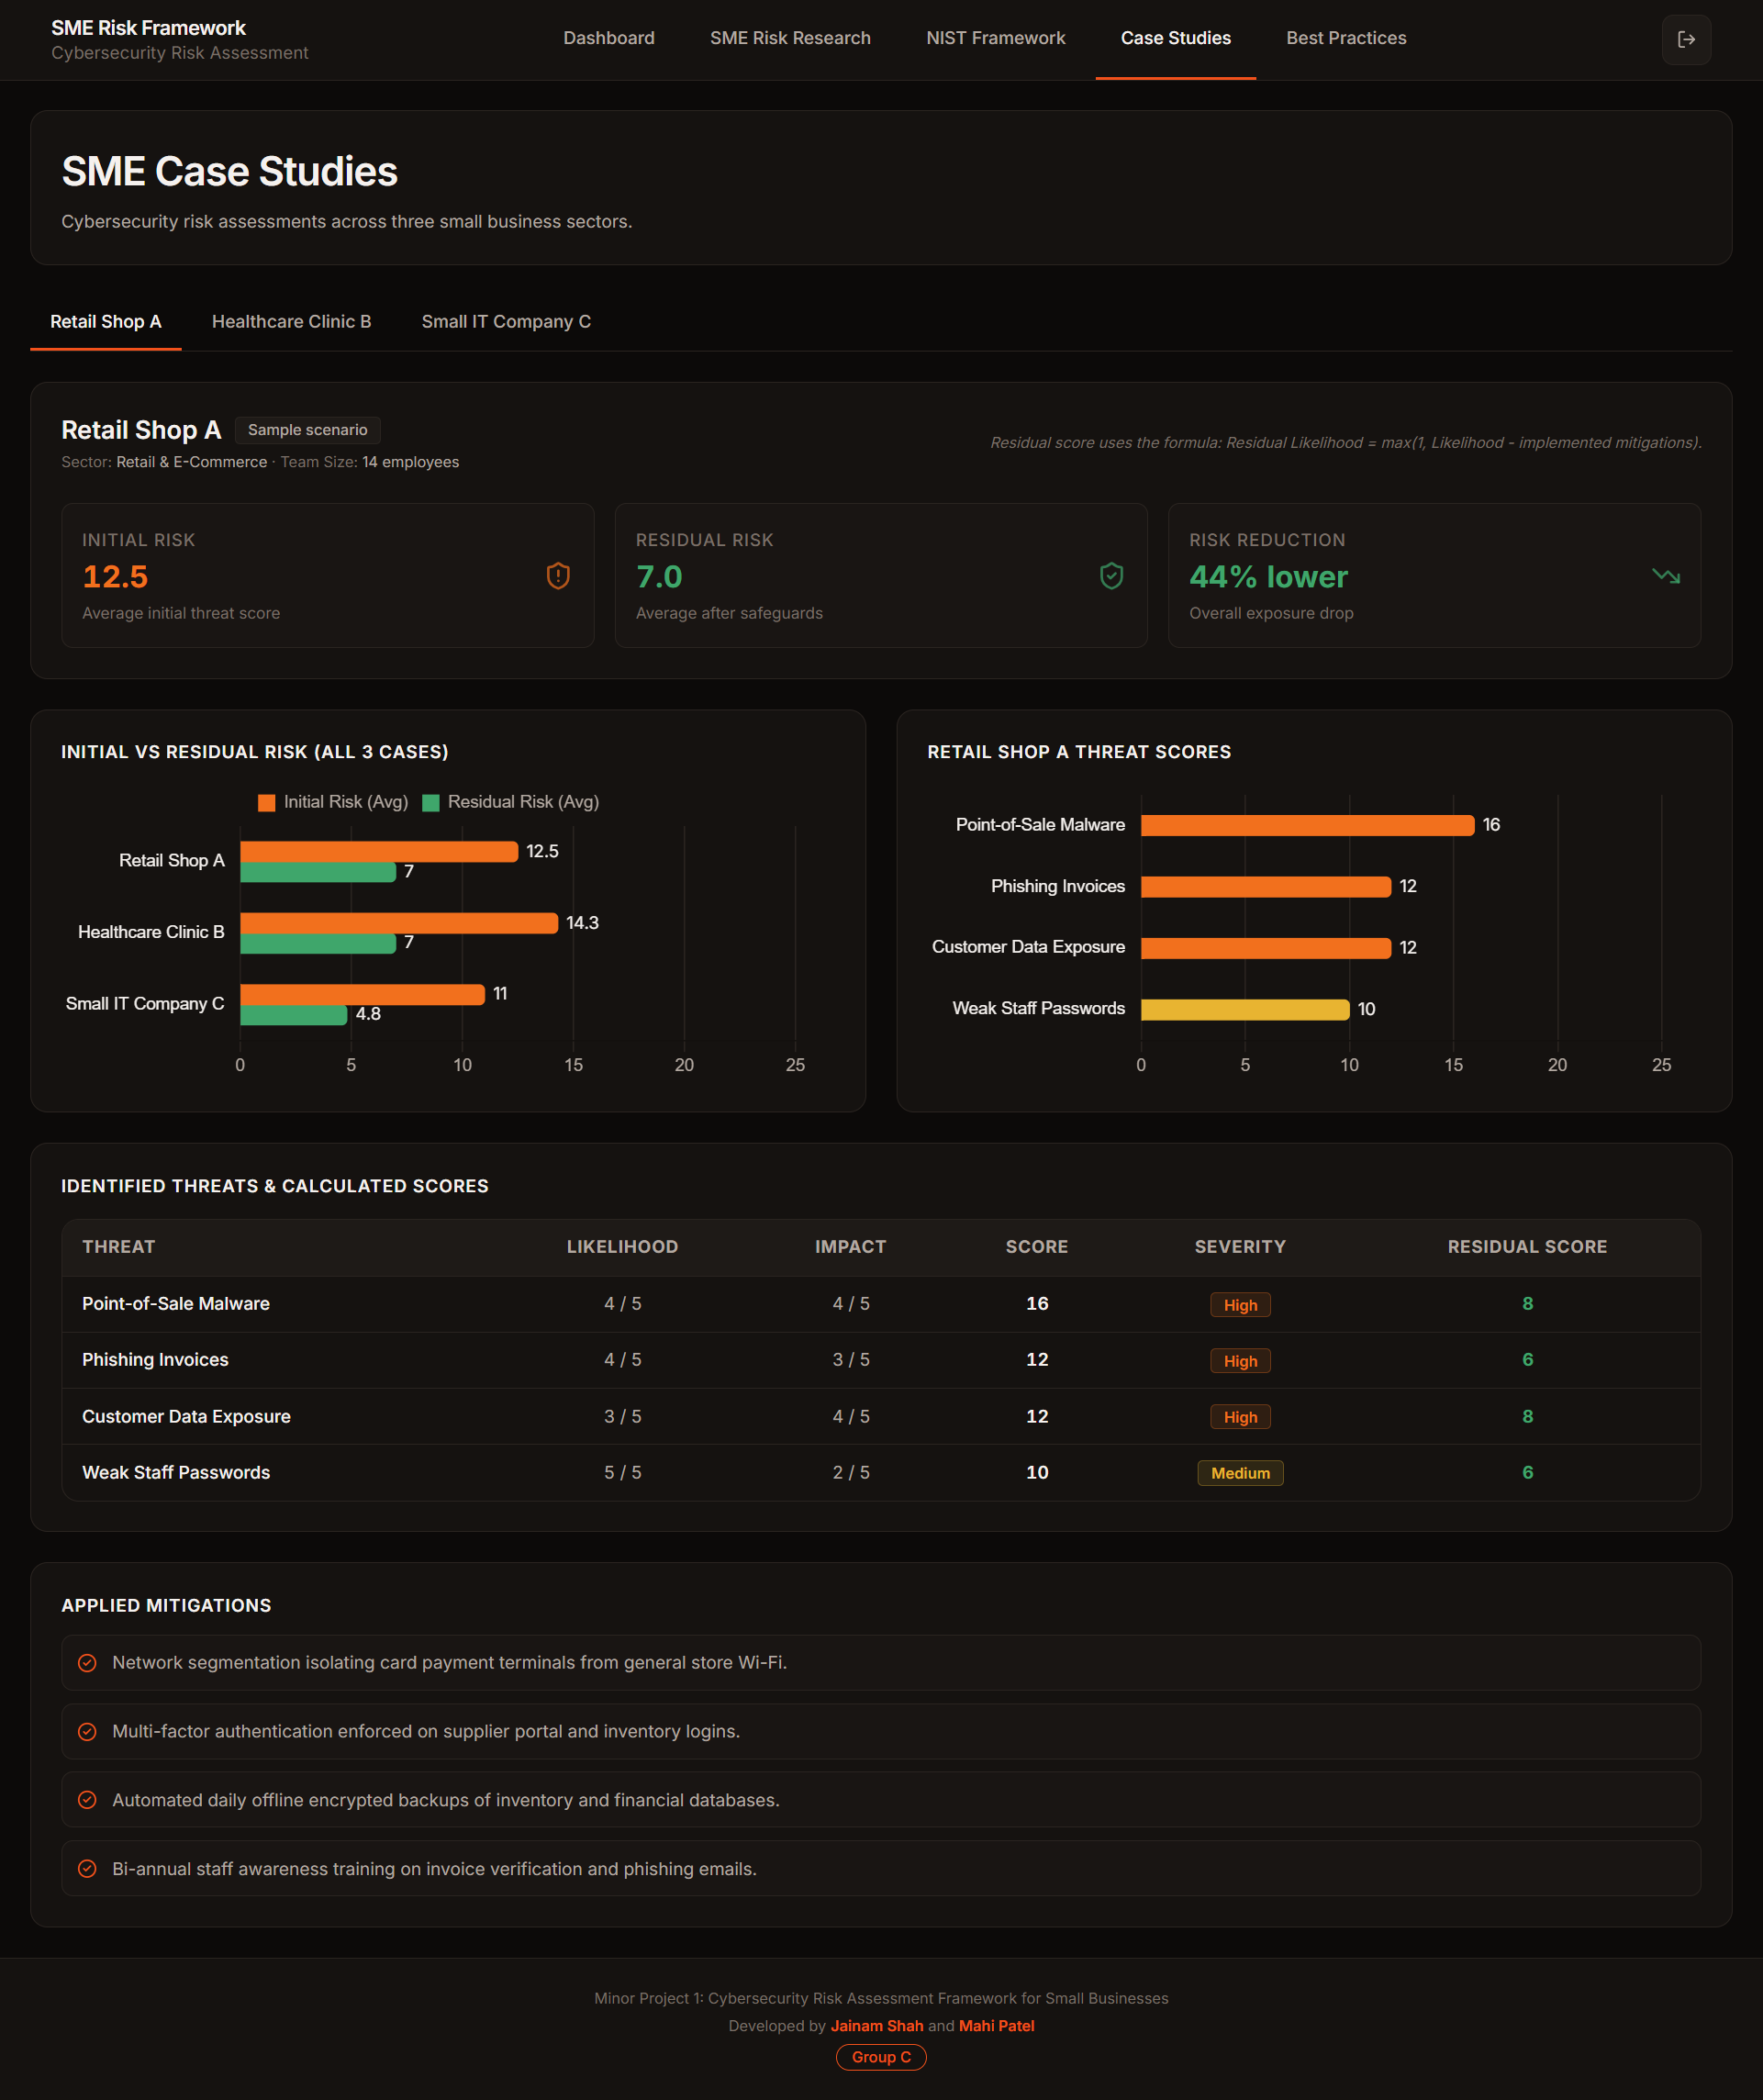 SME Risk Framework
Cybersecurity Risk Assessment
Dashboard
SME Risk Research
NIST Framework
Case Studies
Best Practices
SME Case Studies
Cybersecurity risk assessments across three small business sectors.
Retail Shop A
Healthcare Clinic B
Small IT Company C
Retail Shop A
Sample scenario
Sector: Retail & E-Commerce · Team Size: 14 employees
Residual score uses the formula: Residual Likelihood = max(1, Likelihood - implemented mitigations).
INITIAL RISK
12.5
Average initial threat score
RESIDUAL RISK
7.0
Average after safeguards
RISK REDUCTION
44% lower
Overall exposure drop
INITIAL VS RESIDUAL RISK (ALL 3 CASES)
Initial Risk (Avg)
Residual Risk (Avg)
Retail Shop A
12.5
7
Healthcare Clinic B
14.3
7
Small IT Company C
11
4.8
0 5 10 15 20 25
RETAIL SHOP A THREAT SCORES
Point-of-Sale Malware 16
Phishing Invoices 12
Customer Data Exposure 12
Weak Staff Passwords 10
0 5 10 15 20 25
IDENTIFIED THREATS & CALCULATED SCORES
THREAT LIKELIHOOD IMPACT SCORE SEVERITY RESIDUAL SCORE
Point-of-Sale Malware 4 / 5 4 / 5 16 High 8
Phishing Invoices 4 / 5 3 / 5 12 High 6
Customer Data Exposure 3 / 5 4 / 5 12 High 8
Weak Staff Passwords 5 / 5 2 / 5 10 Medium 6
APPLIED MITIGATIONS
Network segmentation isolating card payment terminals from general store Wi-Fi.
Multi-factor authentication enforced on supplier portal and inventory logins.
Automated daily offline encrypted backups of inventory and financial databases.
Bi-annual staff awareness training on invoice verification and phishing emails.
Minor Project 1: Cybersecurity Risk Assessment Framework for Small Businesses
Developed by Jainam Shah and Mahi Patel
Group C